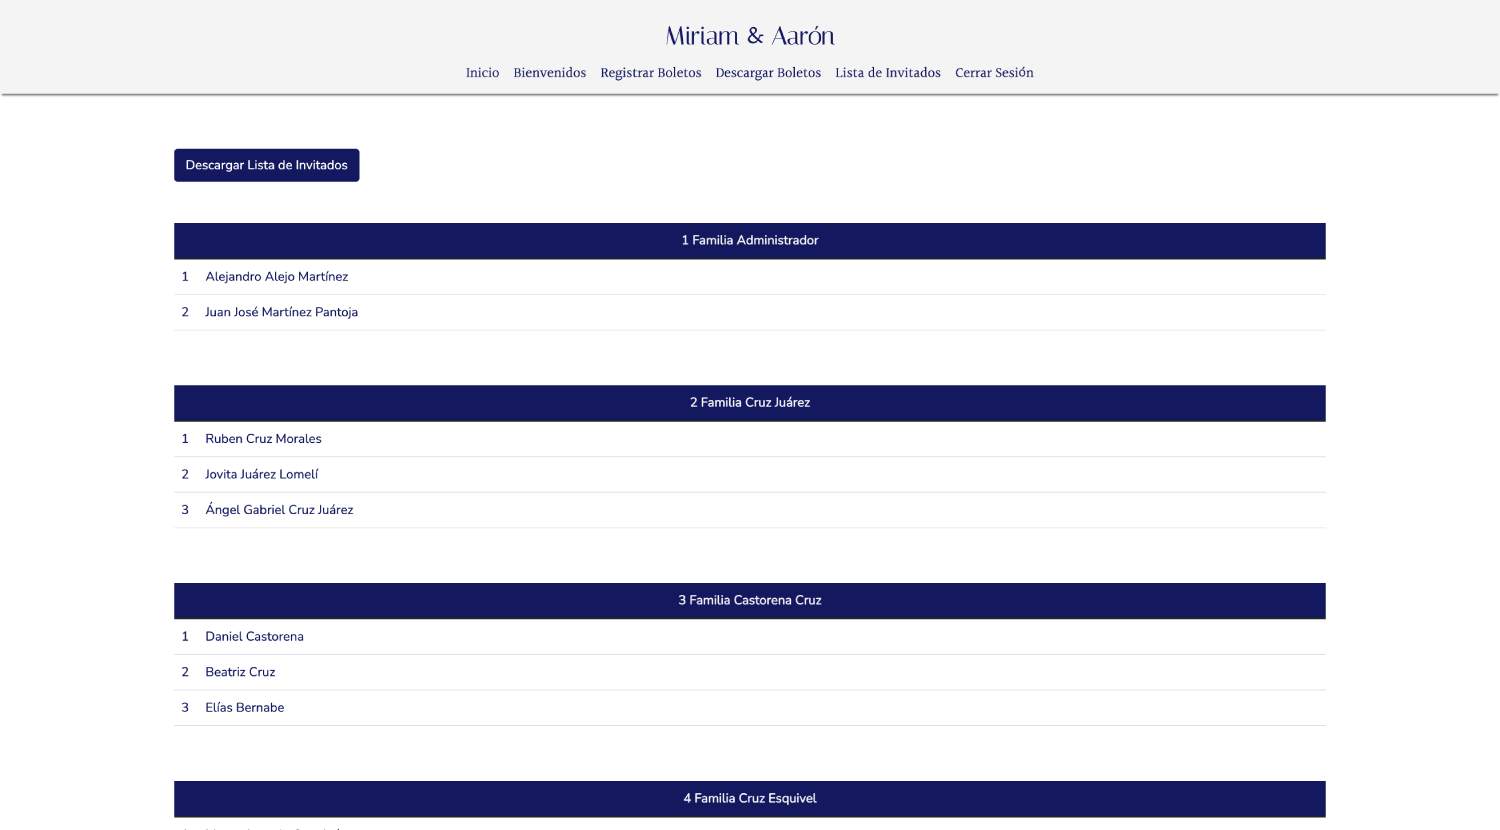 Miriam & Aarón
Inicio Bienvenidos Registrar Boletos Descargar Boletos Lista de Invitados Cerrar Sesión
Descargar Lista de Invitados
1 Familia Administrador
1 Alejandro Alejo Martínez
2 Juan José Martínez Pantoja
2 Familia Cruz Juárez
1 Ruben Cruz Morales
2 Jovita Juárez Lomelí
3 Ángel Gabriel Cruz Juárez
3 Familia Castorena Cruz
1 Daniel Castorena
2 Beatriz Cruz
3 Elías Bernabe
4 Familia Cruz Esquivel